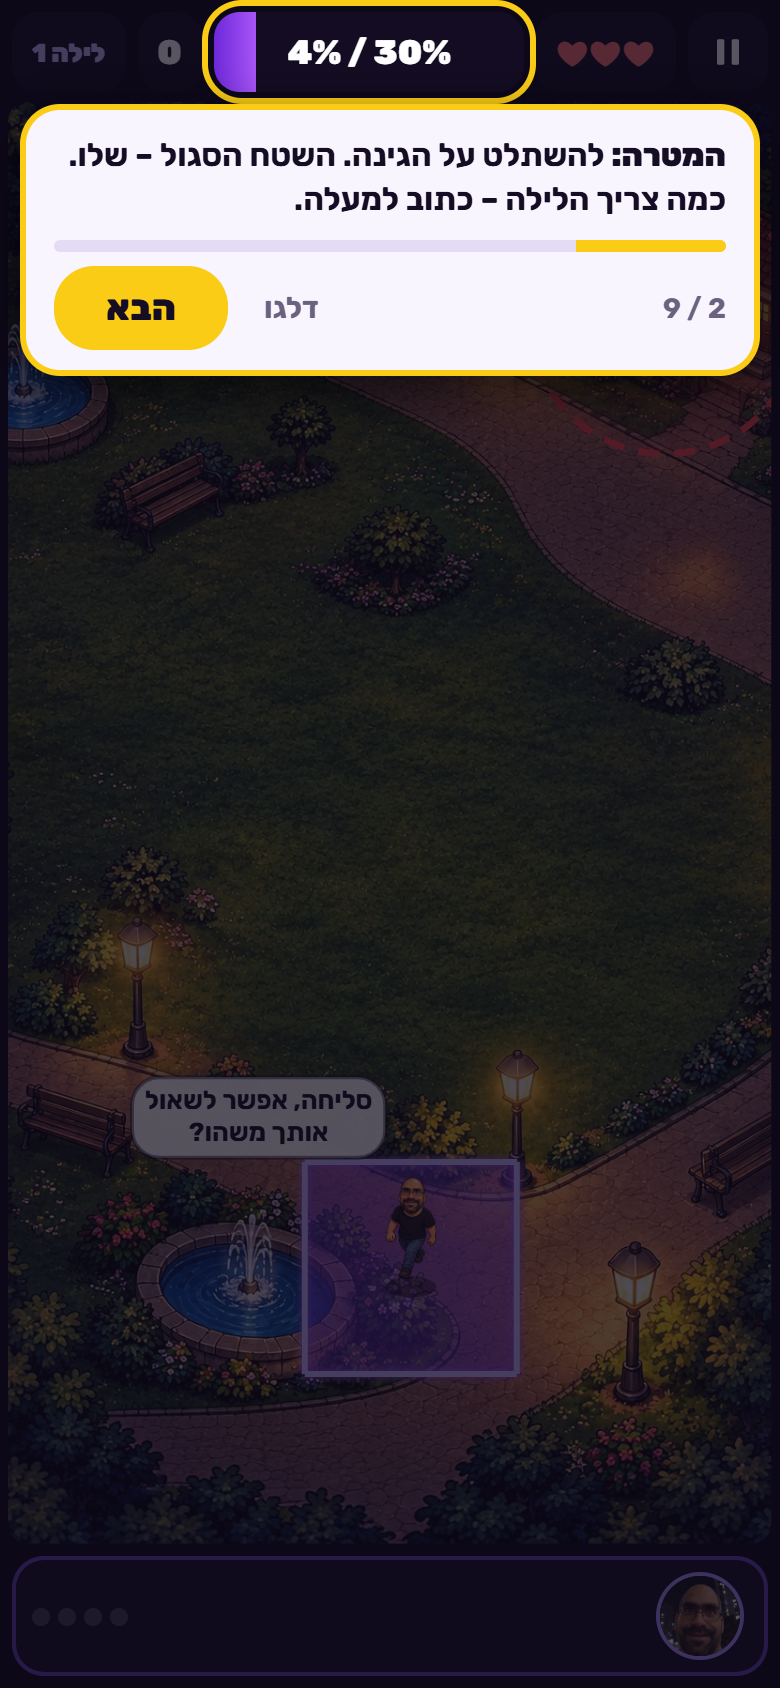 לילה 1
0
4% / 30%
המטרה: להשתלט על הגינה. השטח הסגול – שלו.
כמה צריך הלילה – כתוב למעלה.
2 / 9
דלגו
הבא
סליחה, אפשר לשאול
אותך משהו?